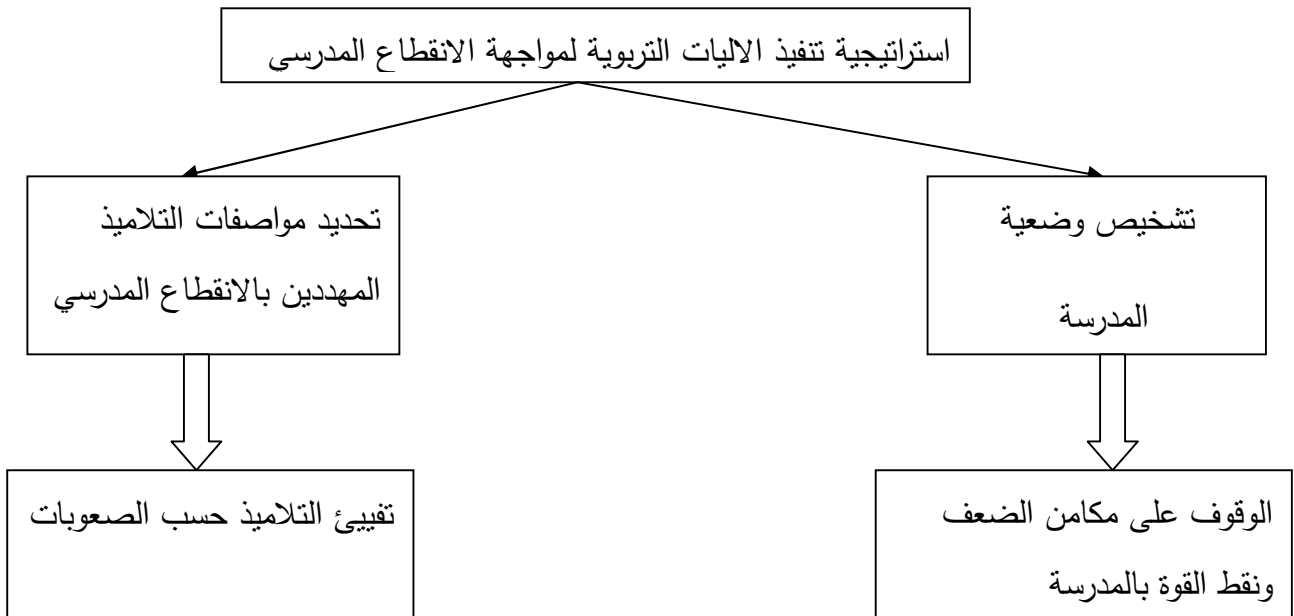 استراتيجية تنفيذ الاليات التربوية لمواجهة الانقطاع المدرسي
تشخيص وضعية
المدرسة
تحديد مواصفات التلاميذ
المهددين بالانقطاع المدرسي
الوقوف على مكامن الضعف
ونقط القوة بالمدرسة
تفييئ التلاميذ حسب الصعوبات